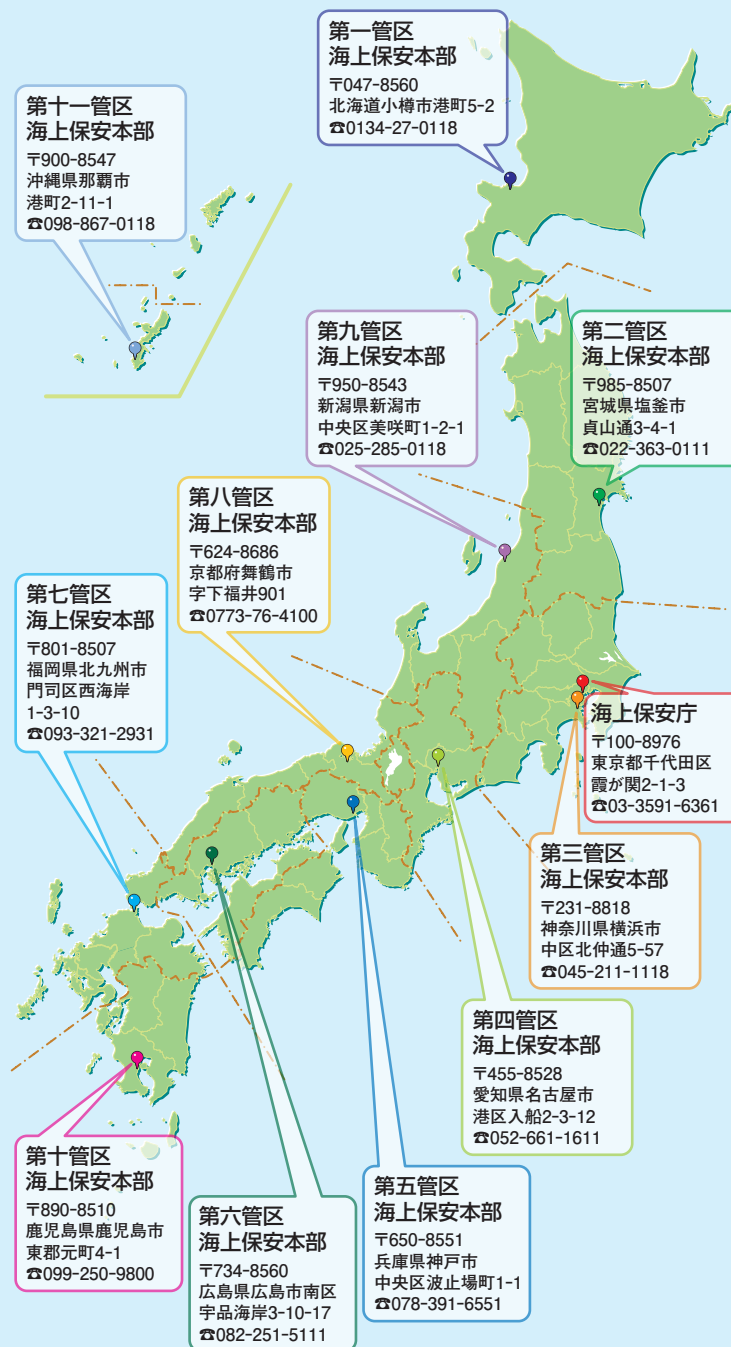 第一管区
海上保安本部
〒047-8560
北海道小樽市港町5-2
☎0134-27-0118
第十一管区
海上保安本部
〒900-8547
沖縄県那覇市
港町2-11-1
☎098-867-0118
第九管区
海上保安本部
〒950-8543
新潟県新潟市
中央区美咲町1-2-1
☎025-285-0118
第二管区
海上保安本部
〒985-8507
宮城県塩釜市
貞山通3-4-1
☎022-363-0111
第八管区
海上保安本部
〒624-8686
京都府舞鶴市
字下福井901
☎0773-76-4100
第七管区
海上保安本部
〒801-8507
福岡県北九州市
門司区西海岸
1-3-10
☎093-321-2931
海上保安庁
〒100-8976
東京都千代田区
霞が関2-1-3
☎03-3591-6361
第三管区
海上保安本部
〒231-8818
神奈川県横浜市
中区北仲通5-57
☎045-211-1118
第四管区
海上保安本部
〒455-8528
愛知県名古屋市
港区入船2-3-12
☎052-661-1611
第十管区
海上保安本部
〒890-8510
鹿児島県鹿児島市
東郡元町4-1
☎099-250-9800
第六管区
海上保安本部
〒734-8560
広島県広島市南区
宇品海岸3-10-17
☎082-251-5111
第五管区
海上保安本部
〒650-8551
兵庫県神戸市
中央区波止場町1-1
☎078-391-6551